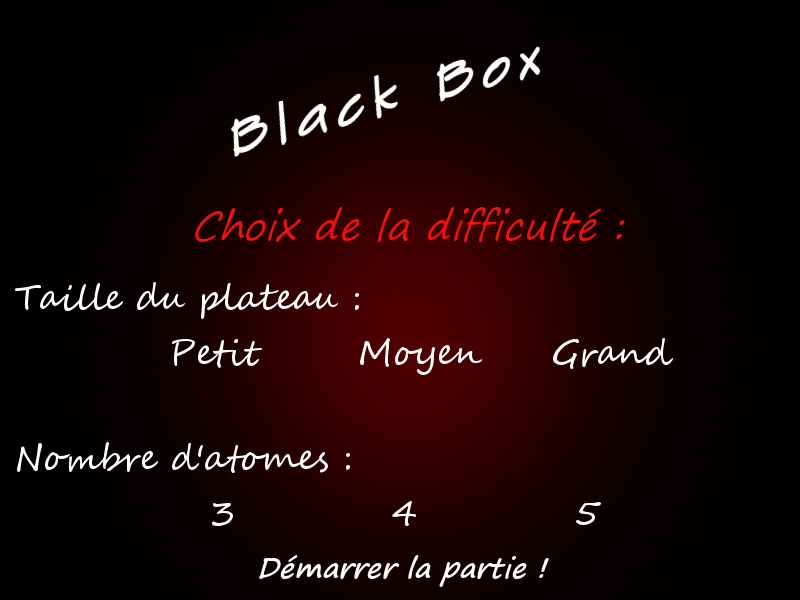 Black Box
Choix de la difficulté :
Taille du plateau :
Petit Moyen Grand
Nombre d'atomes :
3 4 5
Démarrer la partie !